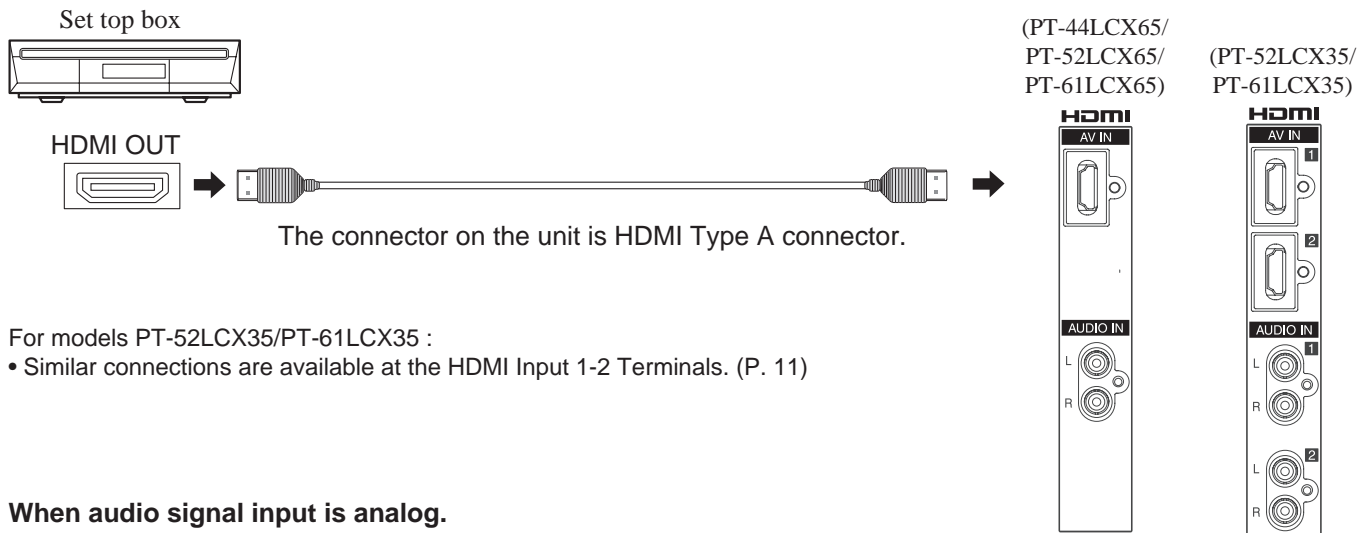 Set top box
HDMI OUT
The connector on the unit is HDMI Type A connector.
(PT-44LCX65/
PT-52LCX65/
PT-61LCX65)
HDMI
AV IN
AUDIO IN
L
R
(PT-52LCX35/
PT-61LCX35)
HDMI
AV IN
1
2
AUDIO IN
1
L
R
2
L
R
For models PT-52LCX35/PT-61LCX35 :
• Similar connections are available at the HDMI Input 1-2 Terminals. (P. 11)
When audio signal input is analog.